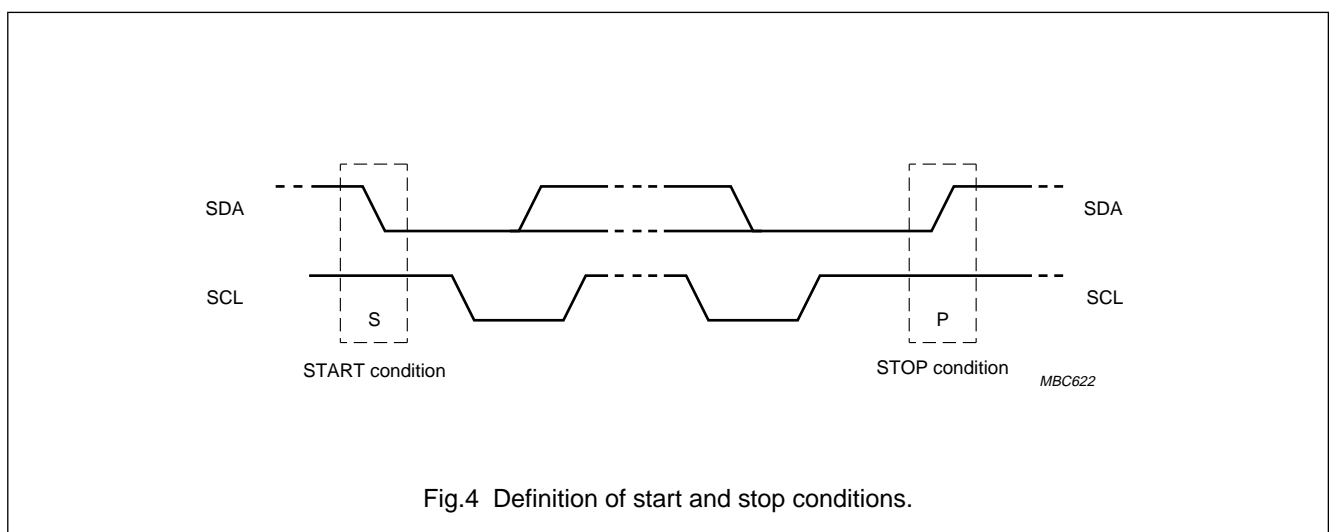 SDA
SDA
SCL
SCL
S
P
START condition
STOP condition
MBC622
Fig.4 Definition of start and stop conditions.